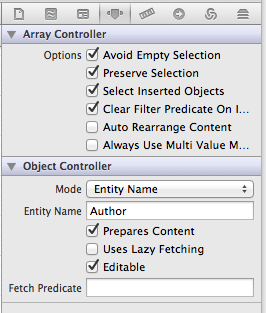 Array Controller
Options Avoid Empty Selection
Preserve Selection
Select Inserted Objects
Clear Filter Predicate On I...
Auto Rearrange Content
Always Use Multi Value M...
Object Controller
Mode Entity Name
Entity Name Author
Prepares Content
Uses Lazy Fetching
Editable
Fetch Predicate